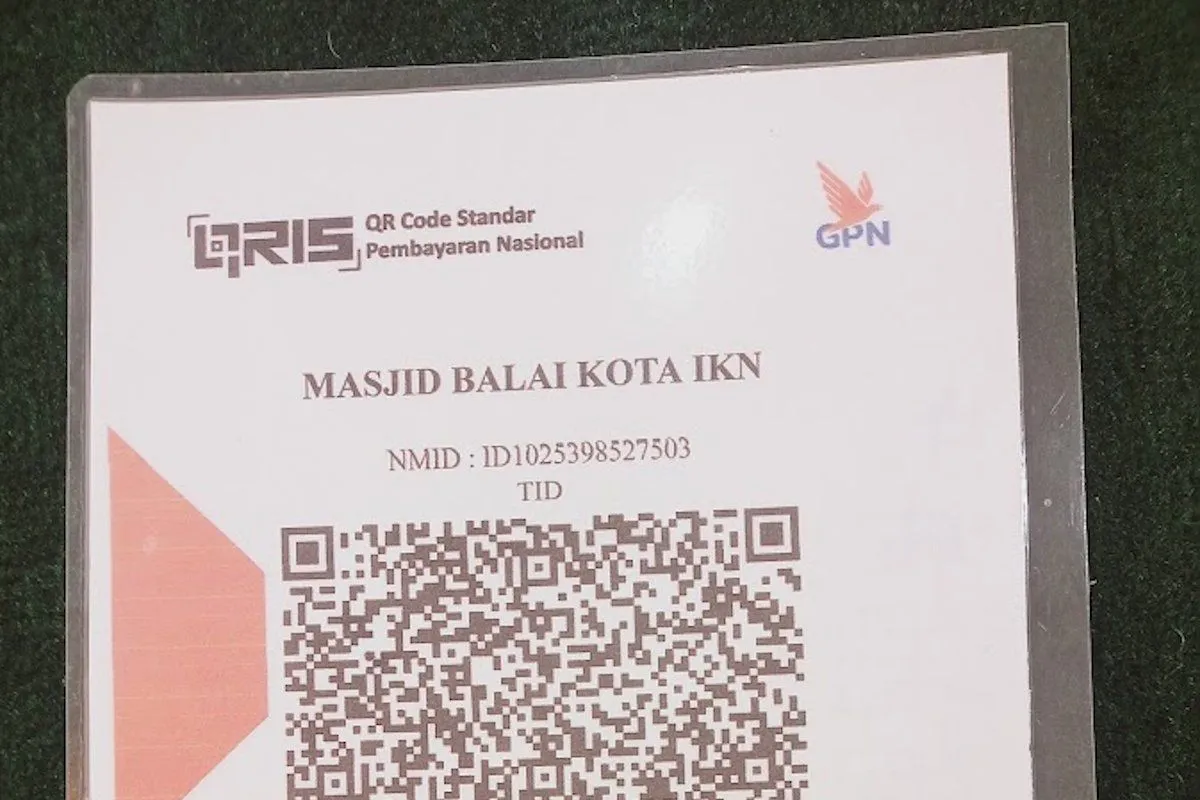 QRIS QR Code Standar
Pembayaran Nasional
GPN
MASJID BALAI KOTA IKN
NMID : ID1025398527503
TID